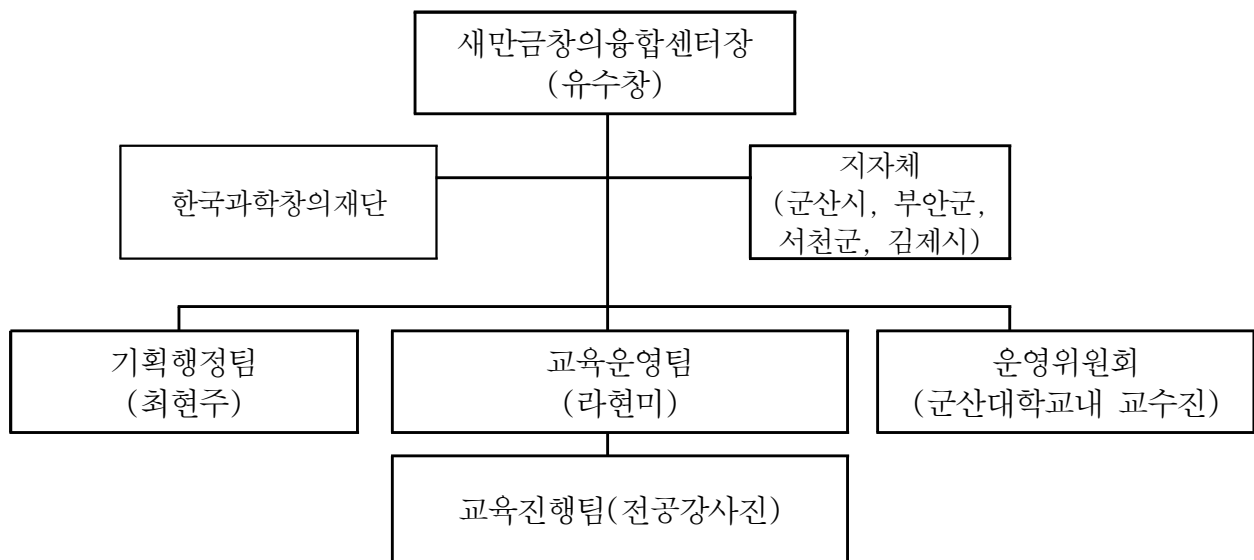 새만금창의융합센터장
(유수창)
한국과학창의재단
지자체
(군산시, 부안군,
서천군, 김제시)
기획행정팀
(최현주)
교육운영팀
(라현미)
운영위원회
(군산대학교내 교수진)
교육진행팀(전공강사진)